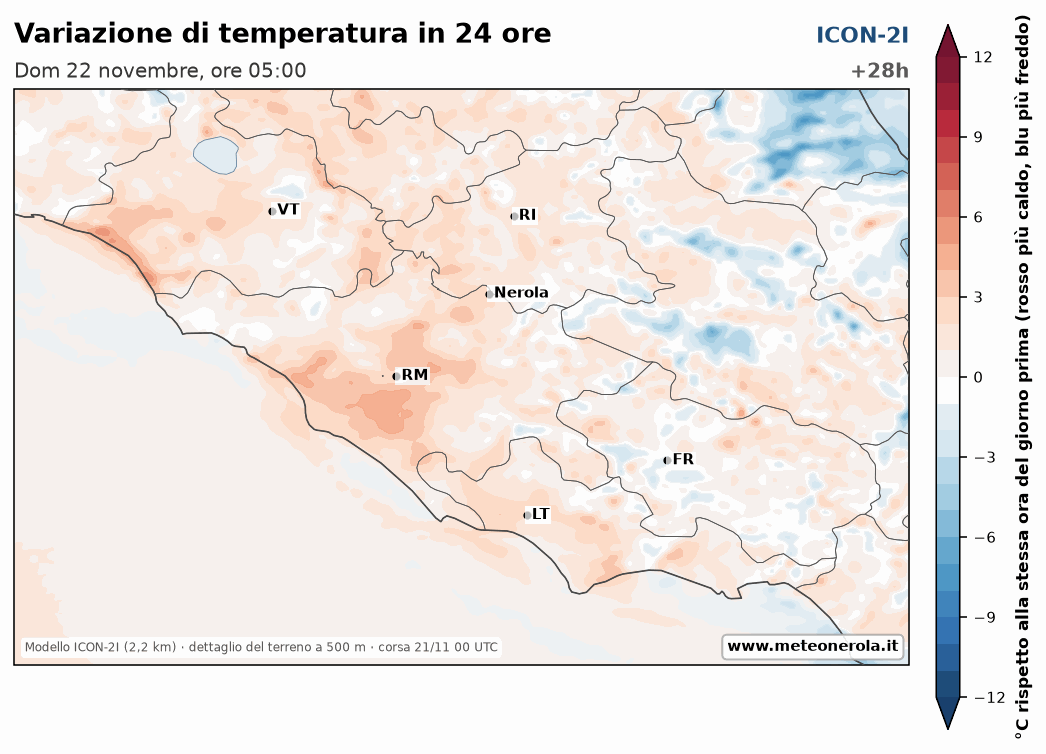 Variazione di temperatura in 24 ore
ICON-2I
Dom 22 novembre, ore 05:00
+28h
VT
RI
Nerola
RM
FR
LT
Modello ICON-2I (2,2 km) · dettaglio del terreno a 500 m · corsa 21/11 00 UTC
www.meteonerola.it
12
9
6
3
0
−3
−6
−9
−12
°C rispetto alla stessa ora del giorno prima (rosso più caldo, blu più freddo)